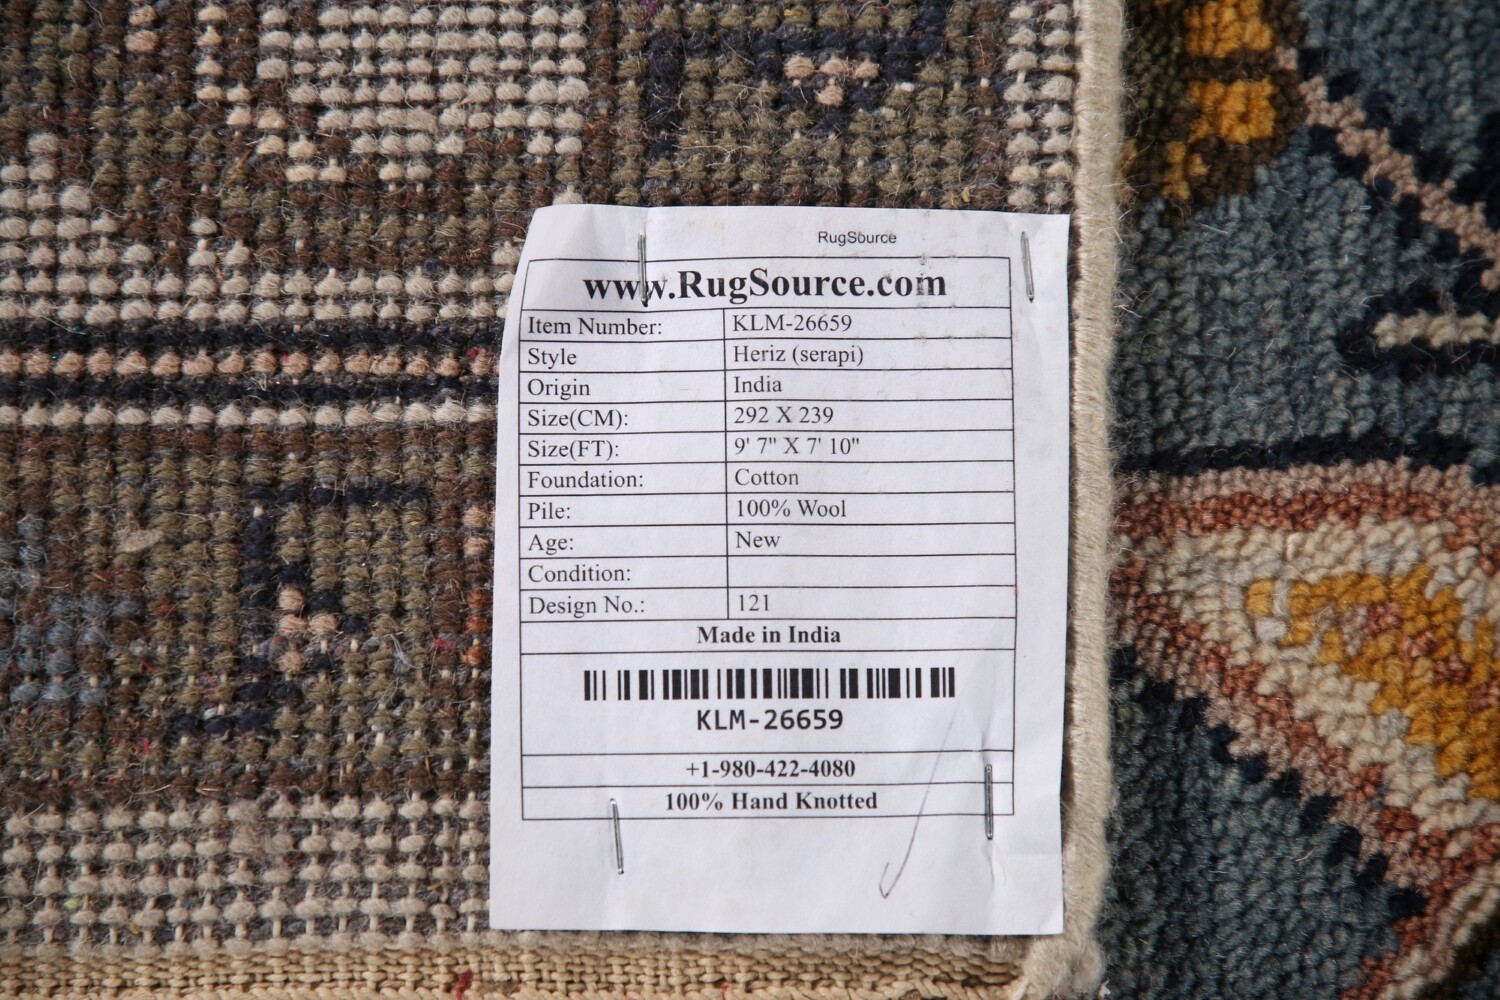 RugSource
www.RugSource.com
Item Number: KLM-26659
Style Heriz (serapi)
Origin India
Size(CM): 292 X 239
Size(FT): 9' 7" X 7' 10"
Foundation: Cotton
Pile: 100% Wool
Age: New
Condition:
Design No.: 121
Made in India
KLM-26659
+1-980-422-4080
100% Hand Knotted